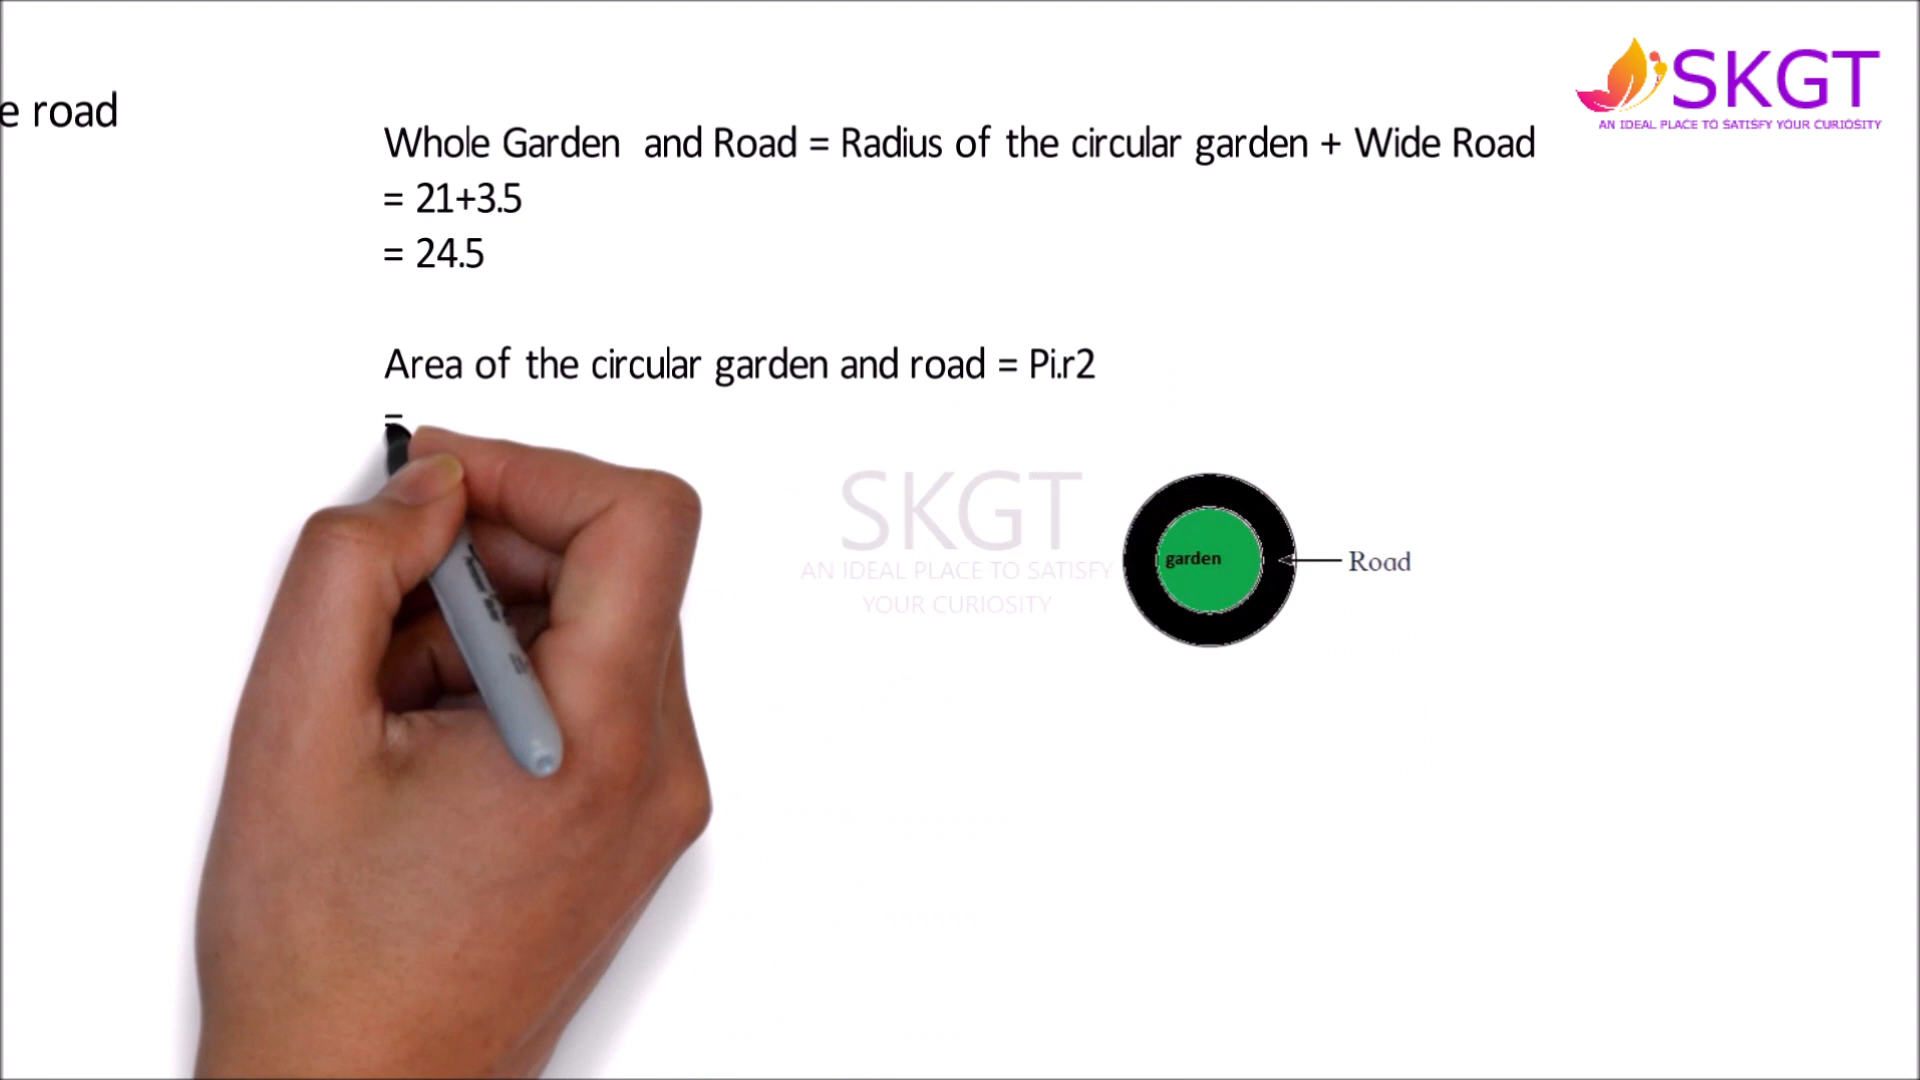 SKGT
AN IDEAL PLACE TO SATISFY YOUR CURIOSITY
e road
Whole Garden and Road = Radius of the circular garden + Wide Road
= 21+3.5
= 24.5
Area of the circular garden and road = Pi.r2
=
SKGT
AN IDEAL PLACE TO SATISFY
YOUR CURIOSITY
garden
Road